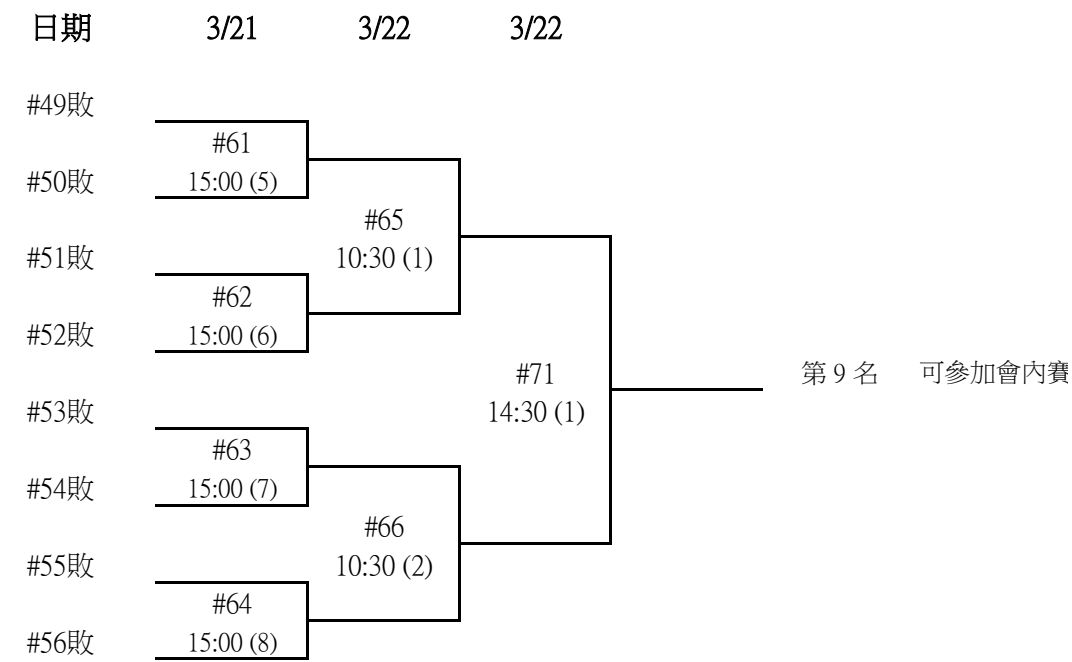 日期 3/21 3/22 3/22
#49敗
#61
#50敗 15:00 (5)
#65
#51敗 10:30 (1)
#62
#52敗 15:00 (6)
#71 第 9 名 可參加會內賽
#53敗 14:30 (1)
#63
#54敗 15:00 (7)
#66
#55敗 10:30 (2)
#64
#56敗 15:00 (8)